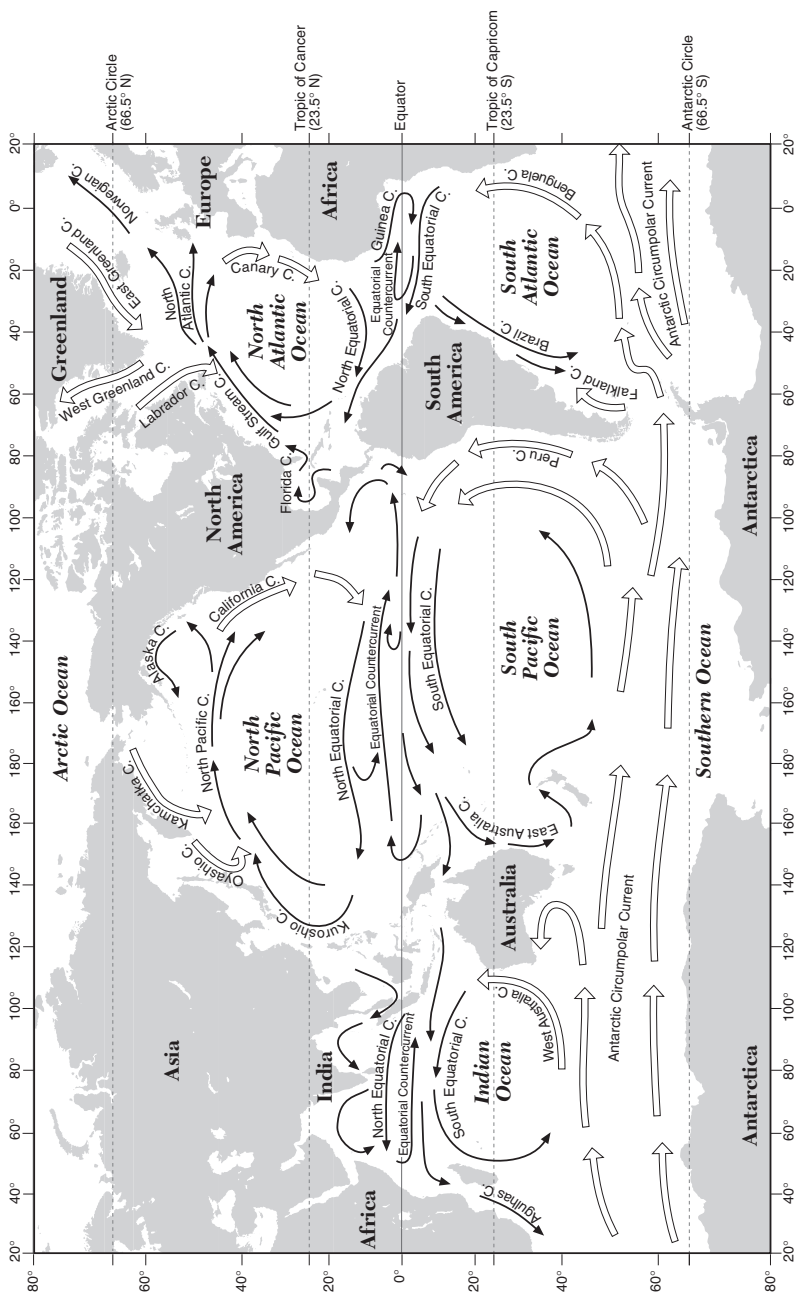 20°
40°
60°
80°
100°
120°
140°
160°
180°
160°
140°
120°
100°
80°
60°
40°
20°
0°
20°
80°
60°
40°
20°
0°
20°
40°
60°
80°
Arctic Circle
(66.5° N)
Tropic of Cancer
(23.5° N)
Equator
Tropic of Capricorn
(23.5° S)
Antarctic Circle
(66.5° S)
Arctic Ocean
Greenland
Norwegian C.
East Greenland C.
West Greenland C.
Labrador C.
Alaska C.
Kamchatka C.
Oyashio C.
Asia
North
America
Europe
North Pacific C.
California C.
Gulf Stream C.
North
Atlantic C.
Canary C.
North
Atlantic
Ocean
North
Pacific
Ocean
Kuroshio C.
Florida C.
India
Africa
Africa
North Equatorial C.
Equatorial Countercurrent
South Equatorial C.
North Equatorial C.
Equatorial Countercurrent
South Equatorial C.
North Equatorial C.
Equatorial
Countercurrent
Guinea C.
South Equatorial C.
South
America
Indian
Ocean
Agulhas C.
West Australia C.
Australia
East Australia C.
South
Pacific
Ocean
Peru C.
Brazil C.
Falkland C.
South
Atlantic
Ocean
Benguela C.
Antarctic Circumpolar Current
Antarctic Circumpolar Current
Southern Ocean
Antarctica
Antarctica